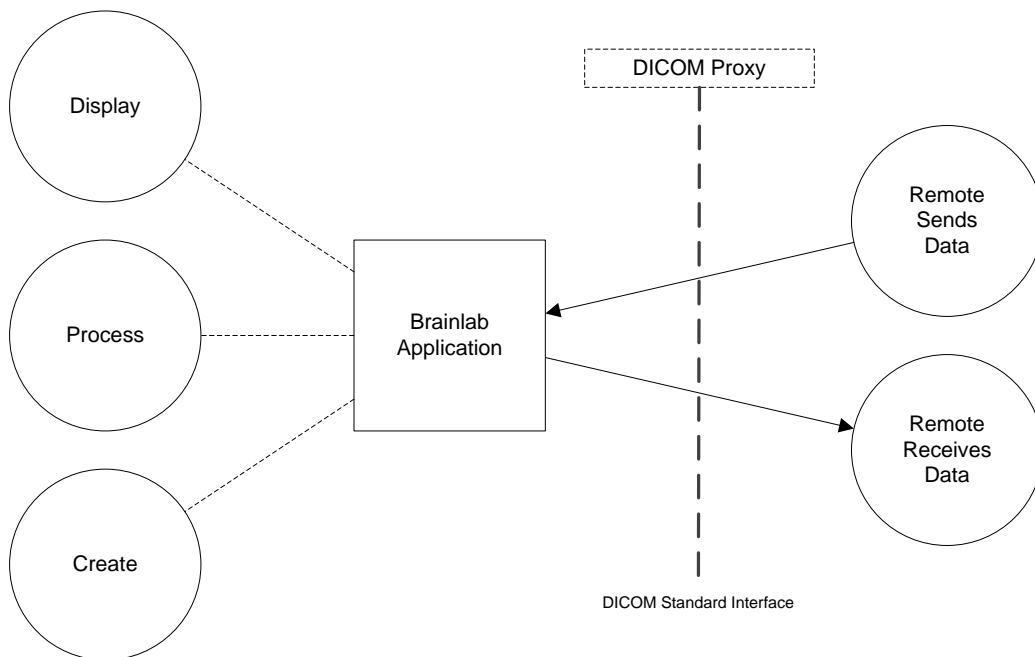 Display
Process
Create
Brainlab
Application
DICOM Proxy
Remote
Sends
Data
Remote
Receives
Data
DICOM Standard Interface